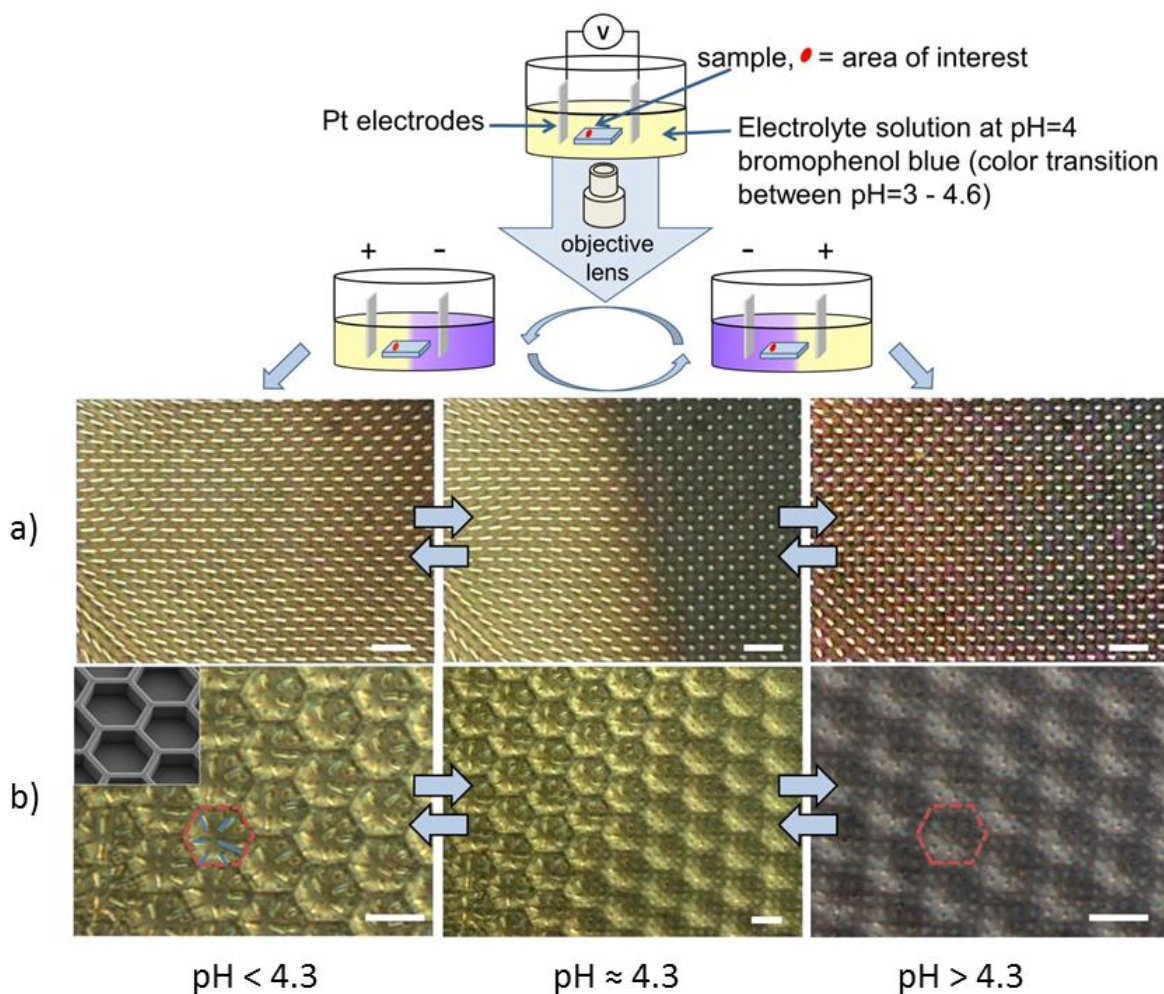 V
sample, = area of interest
Pt electrodes
Electrolyte solution at pH=4
bromophenol blue (color transition
between pH=3 - 4.6)
objective
lens
+ -
- +
a)
b)
pH < 4.3
pH ≈ 4.3
pH > 4.3